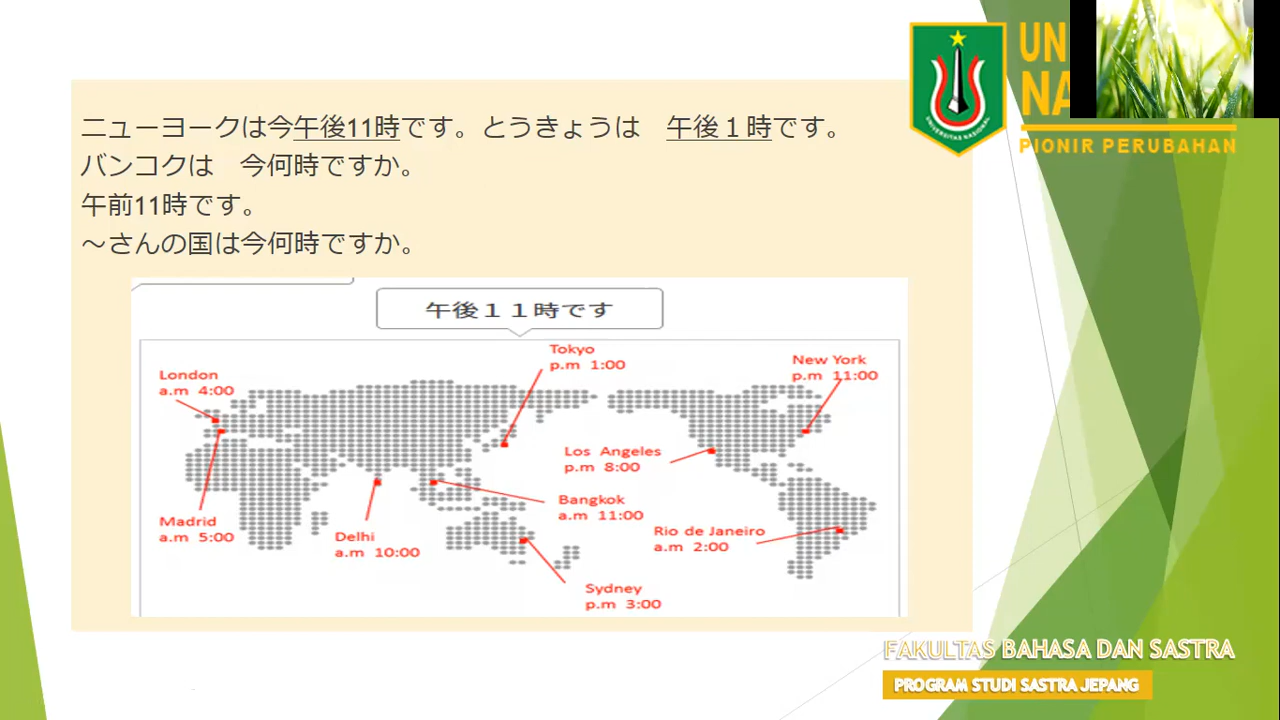 ニューヨークは今午後11時です。とうきょうは　午後１時です。
バンコクは　今何時ですか。
午前11時です。
～さんの国は今何時ですか。
午後１１時です
London
a.m 4:00
Tokyo
p.m 1:00
New York
p.m 11:00
Los Angeles
p.m 8:00
Bangkok
a.m 11:00
Madrid
a.m 5:00
Delhi
a.m 10:00
Rio de Janeiro
a.m 2:00
Sydney
p.m 3:00
UNIVERSITAS NASIONAL
PIONIR PERUBAHAN
FAKULTAS BAHASA DAN SASTRA
PROGRAM STUDI SASTRA JEPANG